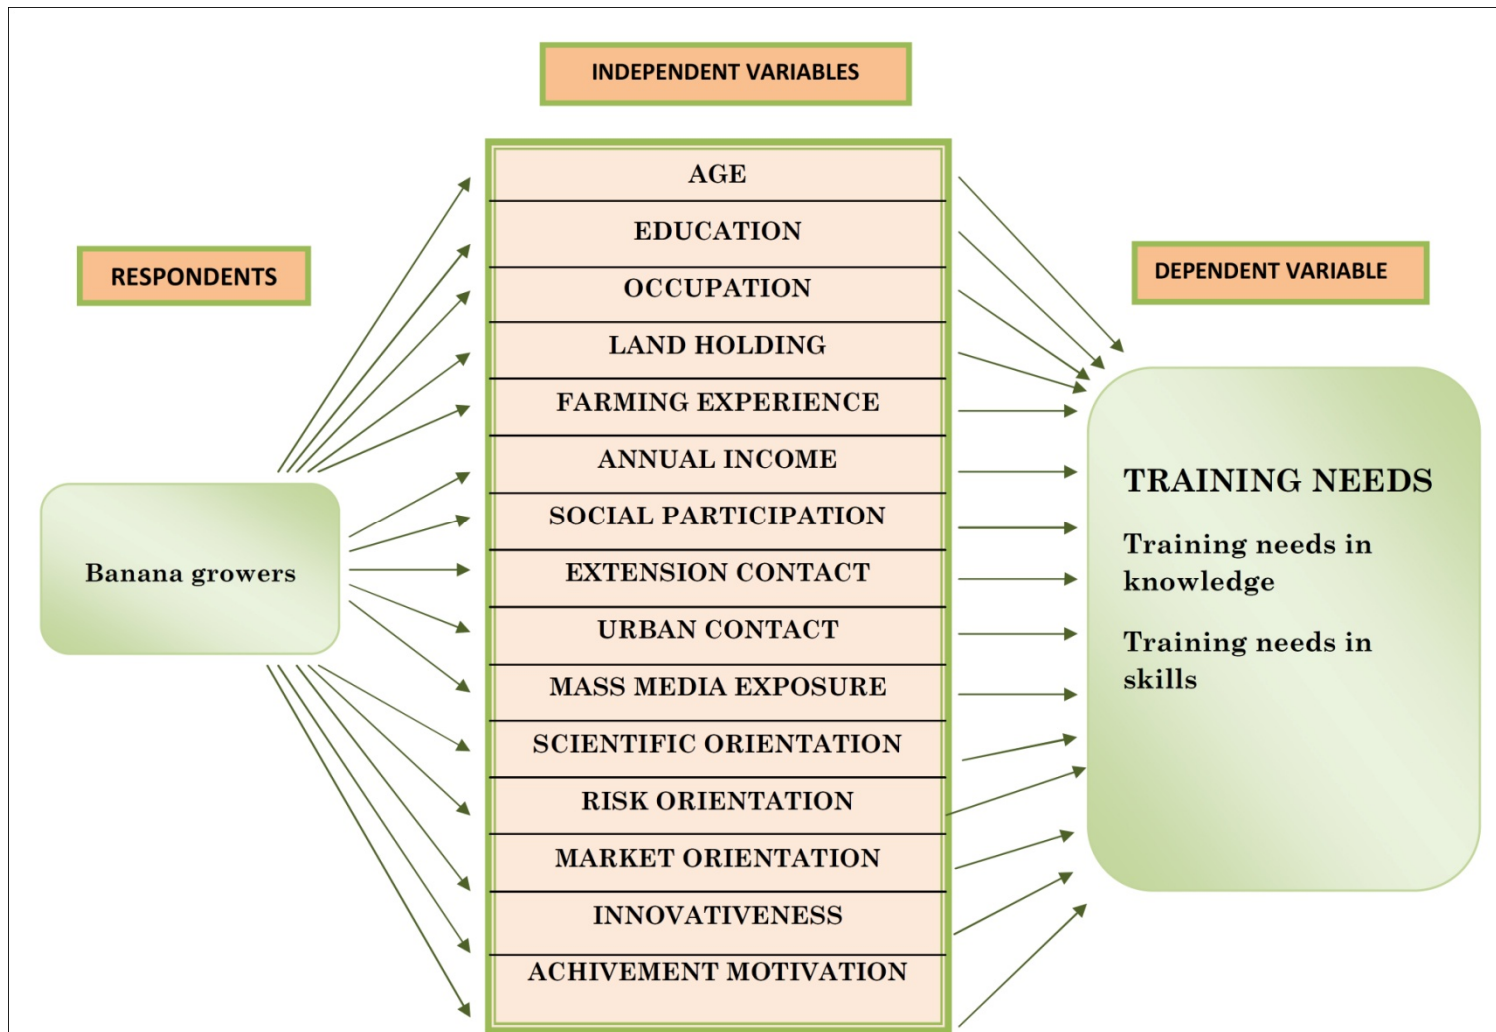 INDEPENDENT VARIABLES
RESPONDENTS
Banana growers
AGE
EDUCATION
OCCUPATION
LAND HOLDING
FARMING EXPERIENCE
ANNUAL INCOME
SOCIAL PARTICIPATION
EXTENSION CONTACT
URBAN CONTACT
MASS MEDIA EXPOSURE
SCIENTIFIC ORIENTATION
RISK ORIENTATION
MARKET ORIENTATION
INNOVATIVENESS
ACHIVEMENT MOTIVATION
DEPENDENT VARIABLE
TRAINING NEEDS
Training needs in
knowledge
Training needs in
skills